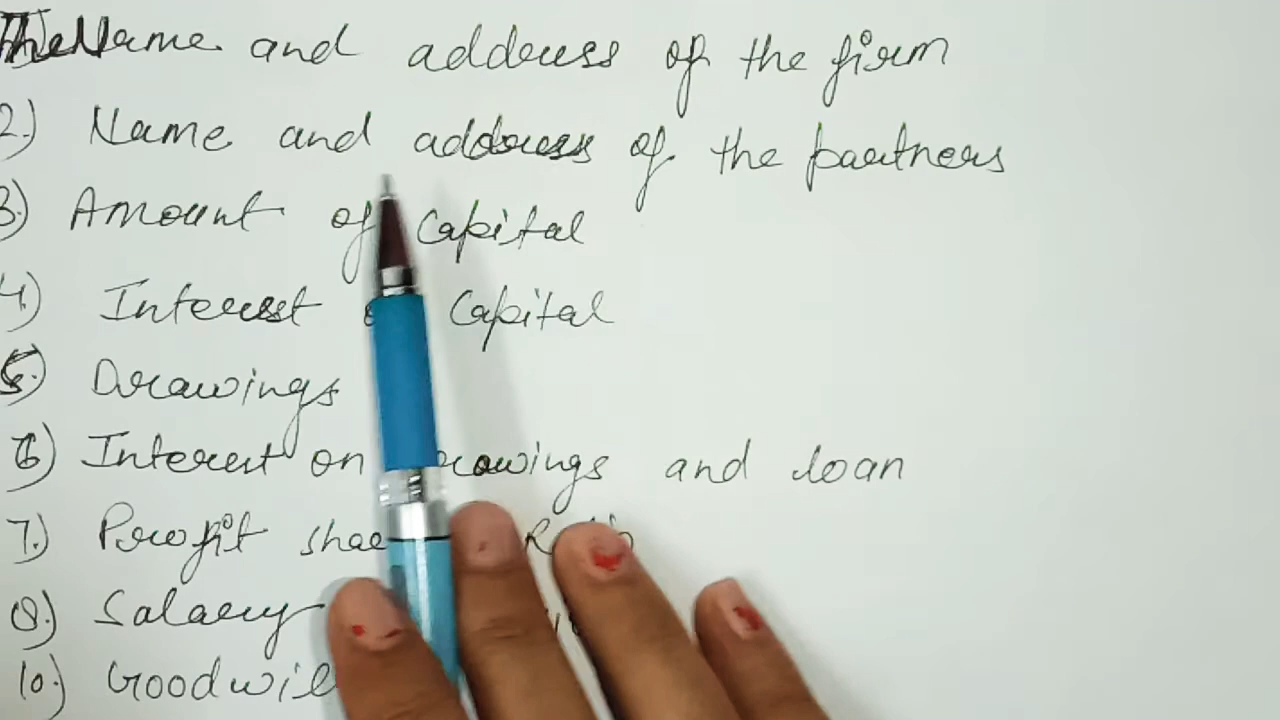 The Name and address of the firm
2.) Name and address of the partners
3.) Amount of Capital
4.) Interest Capital
5.) Drawings
6) Interest on and loan
7.) Profit
8.) Salary
10.) Goodwill